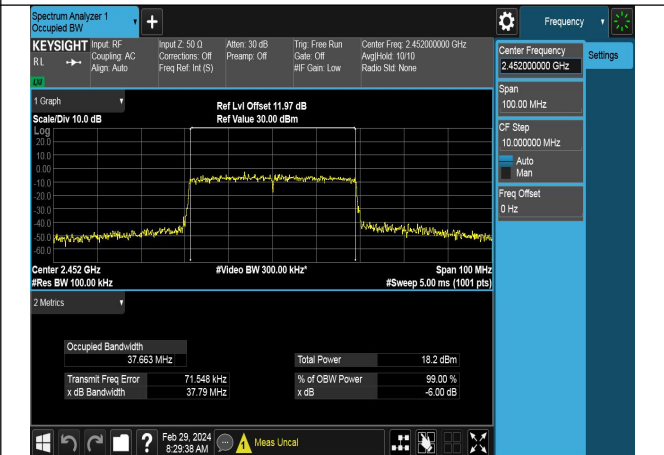 Spectrum Analyzer 1
Occupied BW
+
Frequency
KEYSIGHT
RL
Input: RF
Coupling: AC
Align: Auto
Input Z: 50 Ω
Corrections: Off
Freq Ref: Int (S)
Atten: 30 dB
Preamp: Off
Trig: Free Run
Gate: Off
#IF Gain: Low
Center Freq: 2.452000000 GHz
Avg|Hold: 10/10
Radio Std: None
Center Frequency
2.452000000 GHz
Settings
Span
100.00 MHz
CF Step
10.000000 MHz
Auto
Man
Freq Offset
0 Hz
1 Graph
Scale/Div 10.0 dB
Ref Lvl Offset 11.97 dB
Ref Value 30.00 dBm
Log
20.0
10.0
0.00
-10.0
-20.0
-30.0
-40.0
-50.0
-60.0
Center 2.452 GHz
#Res BW 100.00 kHz
#Video BW 300.00 kHz*
Span 100 MHz
#Sweep 5.00 ms (1001 pts)
2 Metrics
Occupied Bandwidth
37.663 MHz
Total Power 18.2 dBm
Transmit Freq Error 71.548 kHz
% of OBW Power 99.00 %
x dB Bandwidth 37.79 MHz
x dB -6.00 dB
?
Feb 29, 2024
8:29:38 AM
1
Meas Uncal